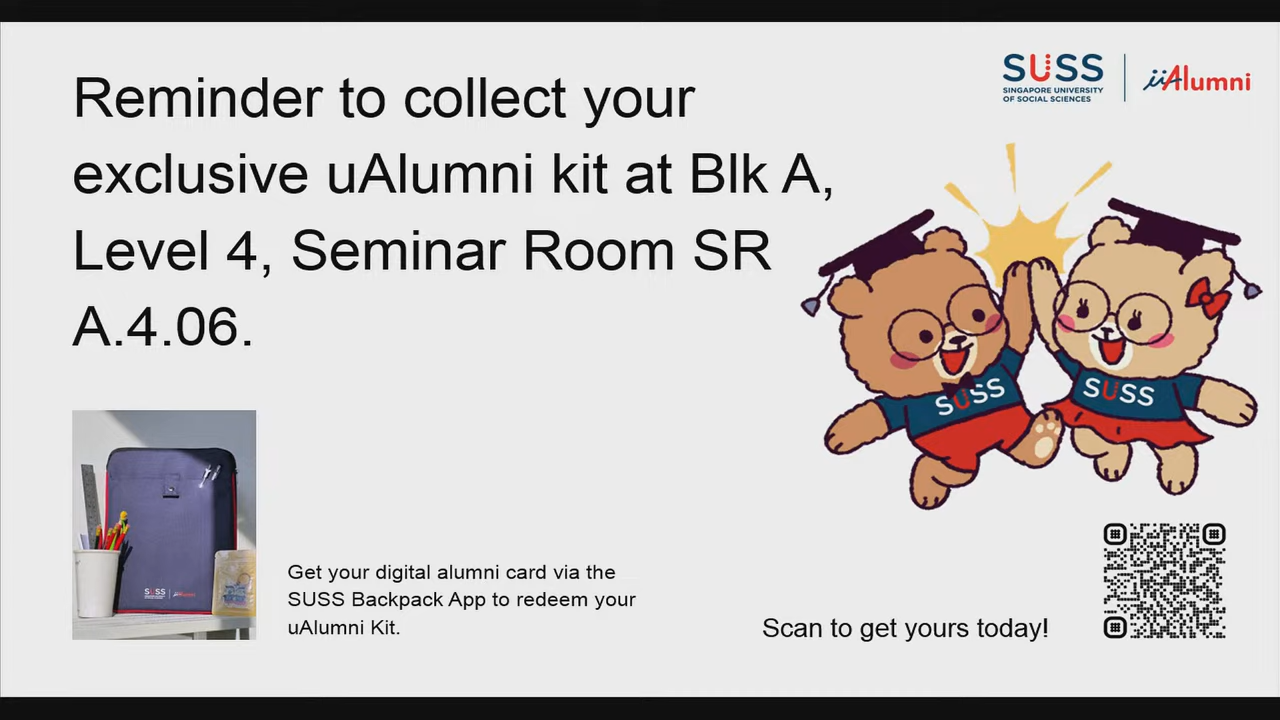 SUSS
SINGAPORE UNIVERSITY
OF SOCIAL SCIENCES
uAlumni
Reminder to collect your
exclusive uAlumni kit at Blk A,
Level 4, Seminar Room SR
A.4.06.
SUSS
SUSS
SUSS
Alumni
Get your digital alumni card via the
SUSS Backpack App to redeem your
uAlumni Kit.
Scan to get yours today!